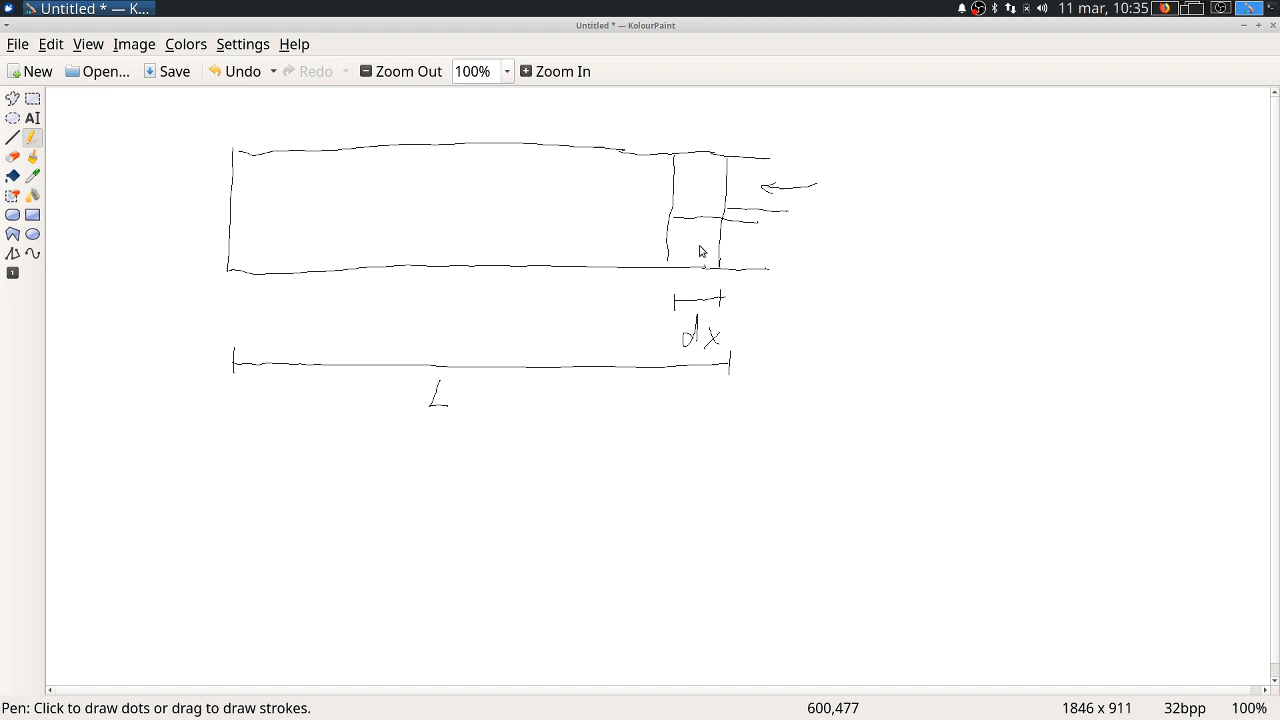 Untitled * — K... 11 mar, 10:35
Untitled * — KolourPaint
File Edit View Image Colors Settings Help
New Open... Save Undo Redo Zoom Out 100% Zoom In
AI
dx
L
1
Pen: Click to draw dots or drag to draw strokes. 600,477 1846 x 911 32bpp 100%